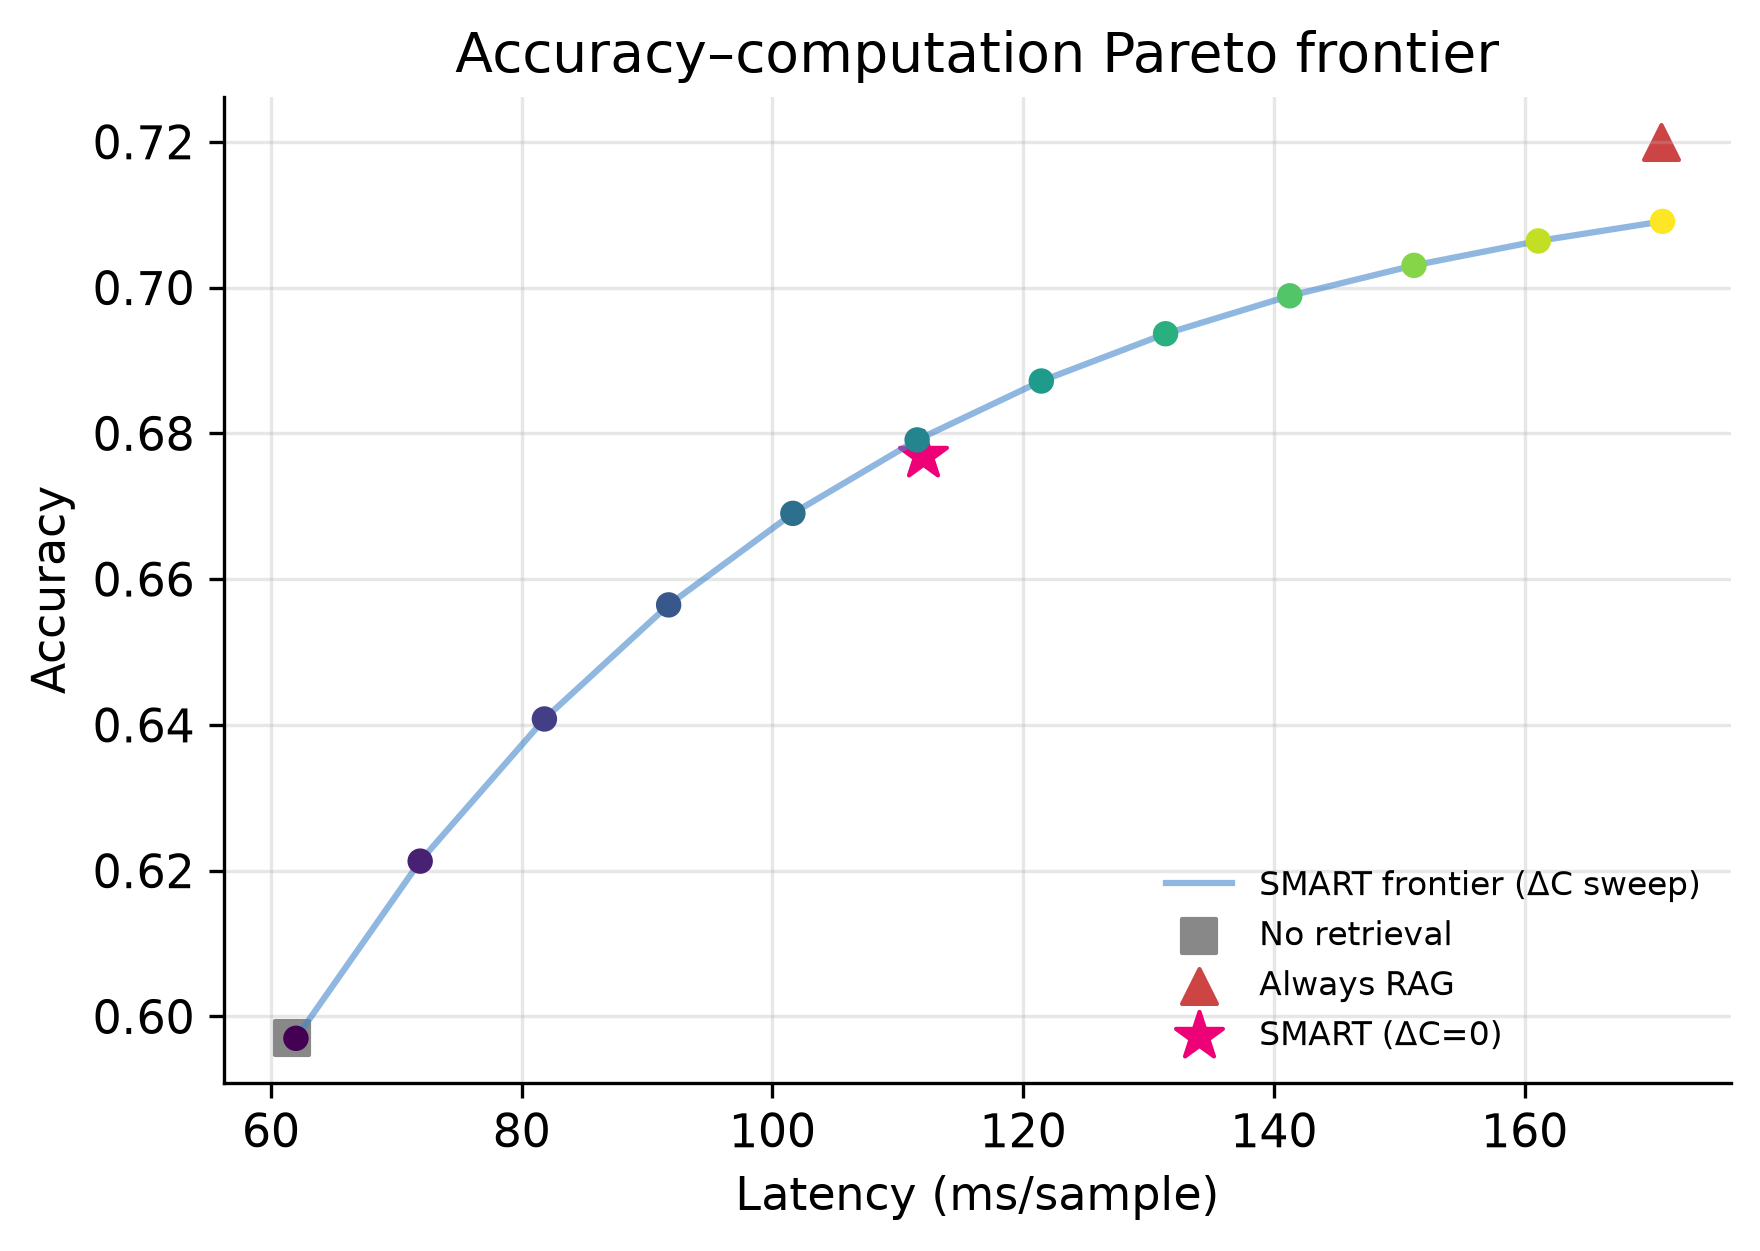 Accuracy–computation Pareto frontier
0.72
0.70
0.68
0.66
0.64
0.62
0.60
Accuracy
SMART frontier (ΔC sweep)
No retrieval
Always RAG
SMART (ΔC=0)
60 80 100 120 140 160
Latency (ms/sample)